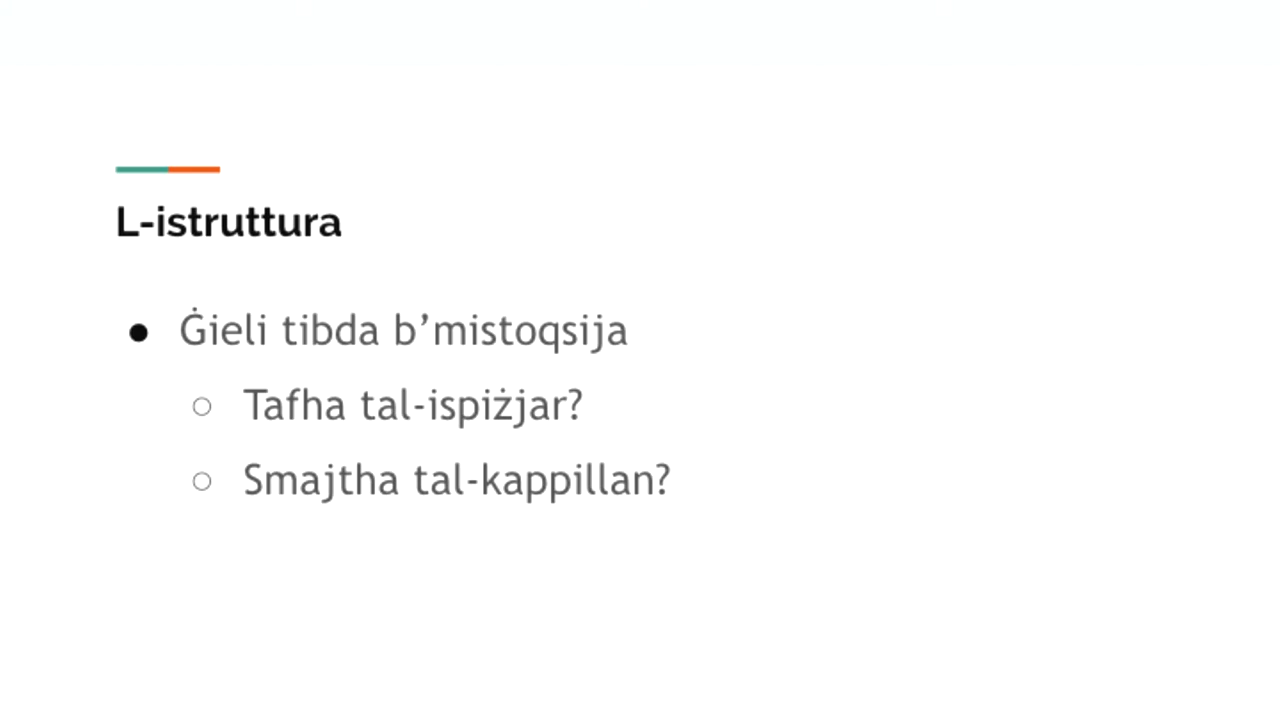 L-istruttura
● Ġieli tibda b’mistoqsija
○ Tafha tal-ispiżjar?
○ Smajtha tal-kappillan?